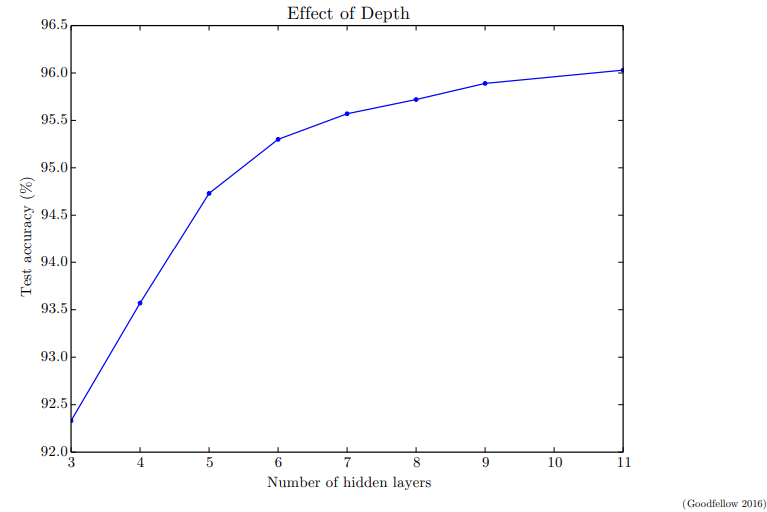 Effect of Depth
96.5
96.0
95.5
95.0
94.5
94.0
93.5
93.0
92.5
92.0
Test accuracy (%)
3 4 5 6 7 8 9 10 11
Number of hidden layers
(Goodfellow 2016)